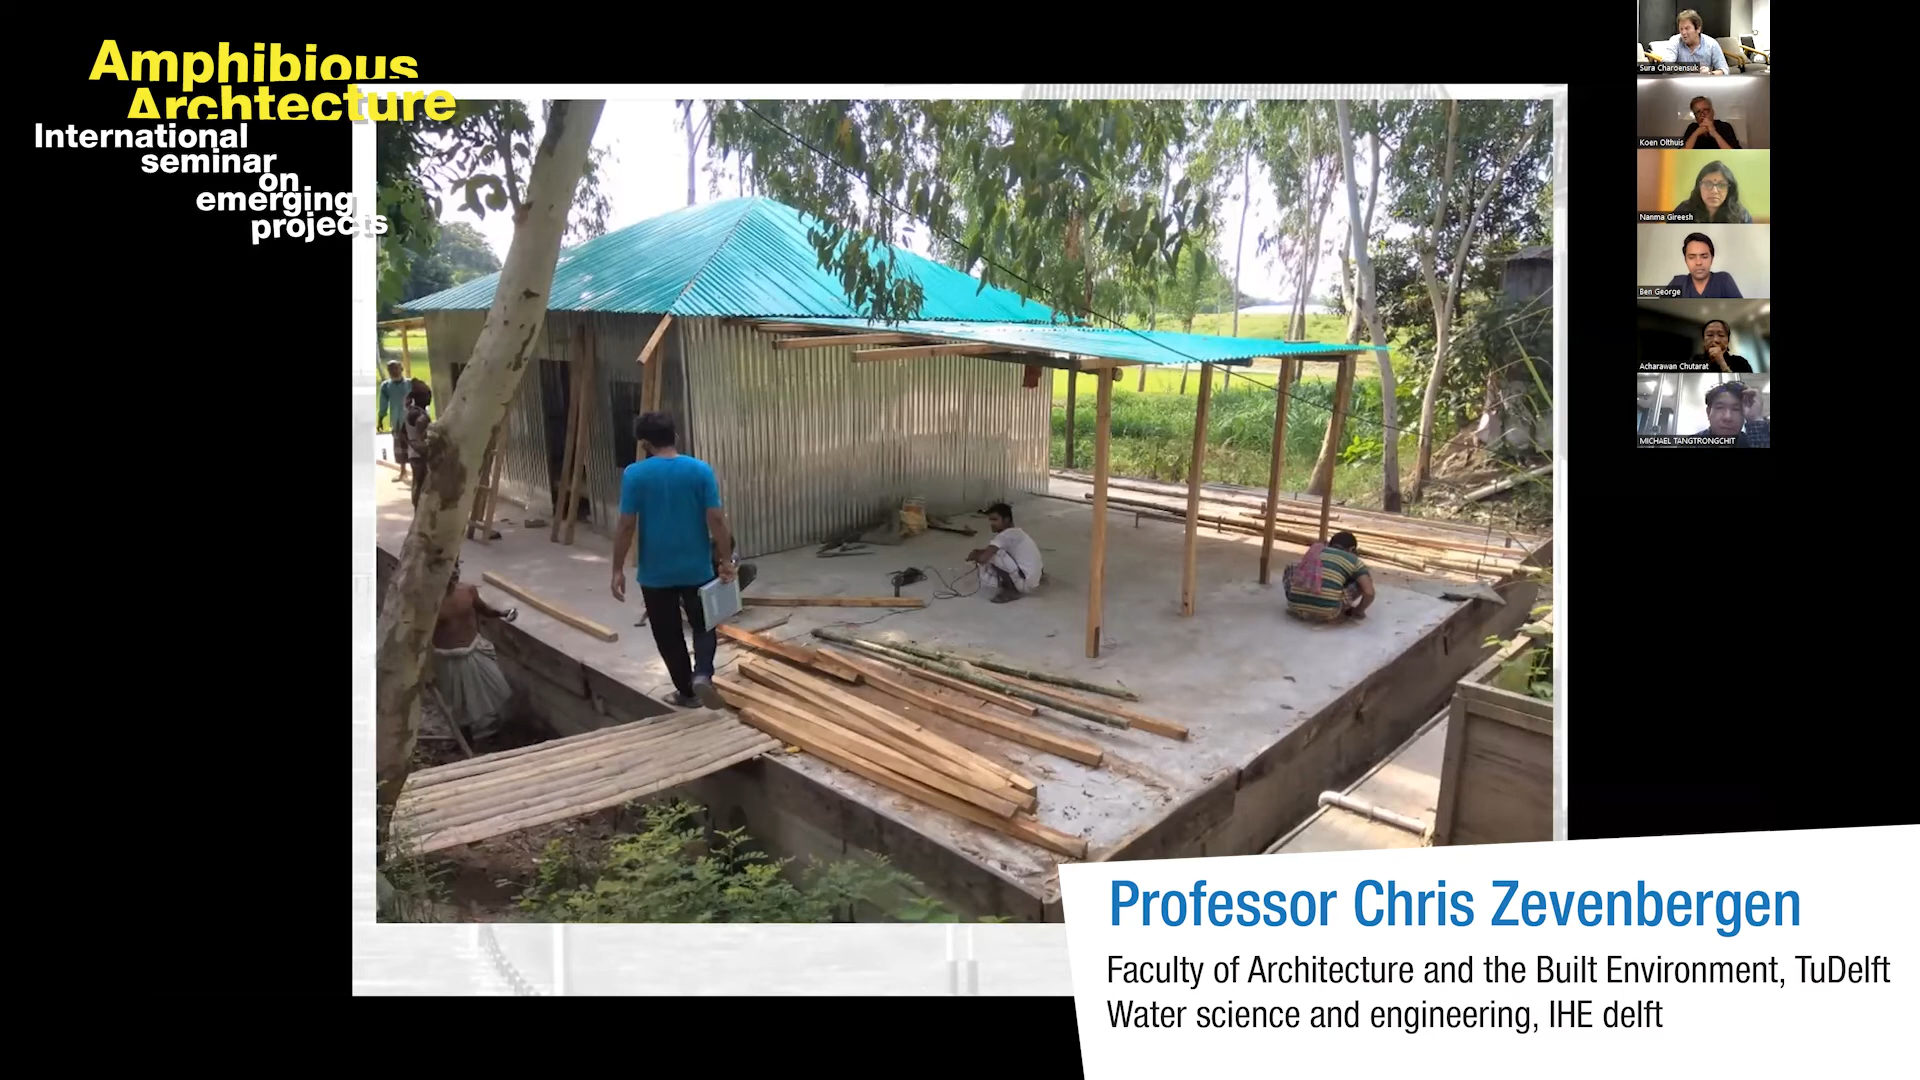 Amphibious
Archtecture
International
seminar
on
emerging
projects
Sura Charoensuk
Koen Olthuis
Nanma Gireesh
Ben George
Acharawan Chutarat
MICHAEL TANGTRONGCHIT
Professor Chris Zevenbergen
Faculty of Architecture and the Built Environment, TuDelft
Water science and engineering, IHE delft